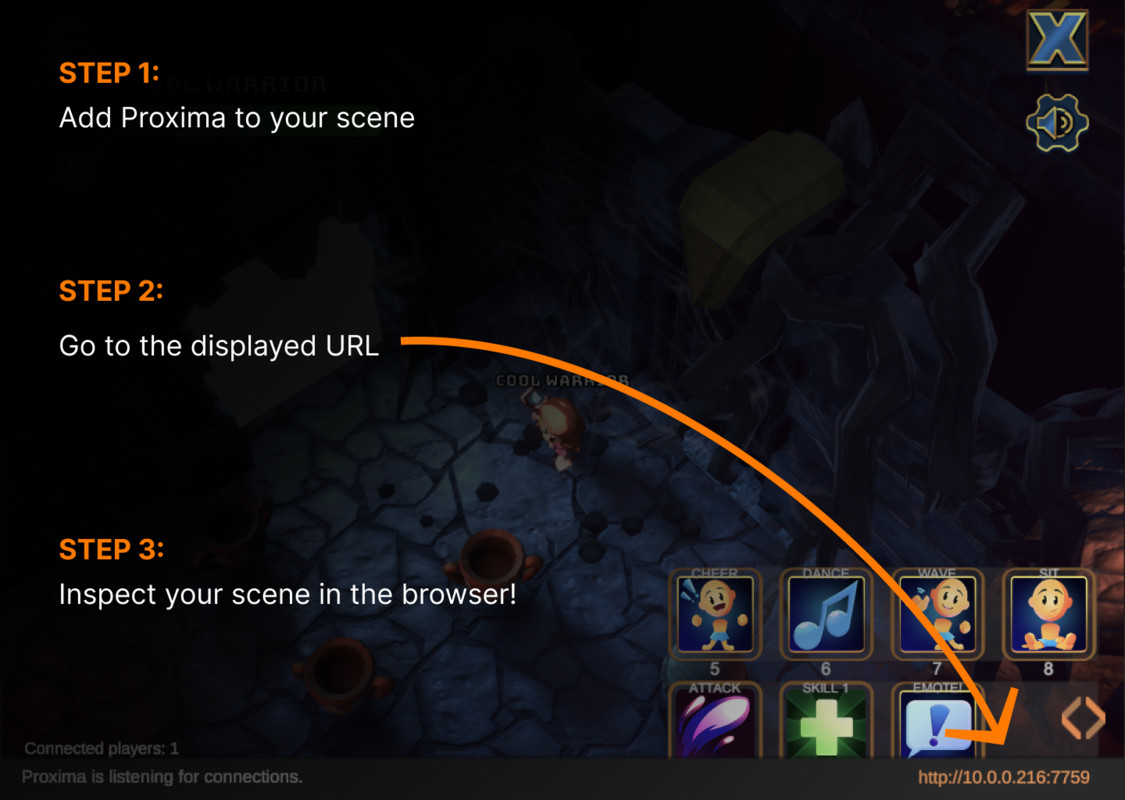 STEP 1:
COOL WARRIOR
Add Proxima to your scene
STEP 2:
Go to the displayed URL
COOL WARRIOR
STEP 3:
Inspect your scene in the browser!
CHEER DANCE WAVE SIT
5 6 7 8
ATTACK SKILL 1 EMOTE!
Connected players: 1
Proxima is listening for connections.
http://10.0.0.216:7759